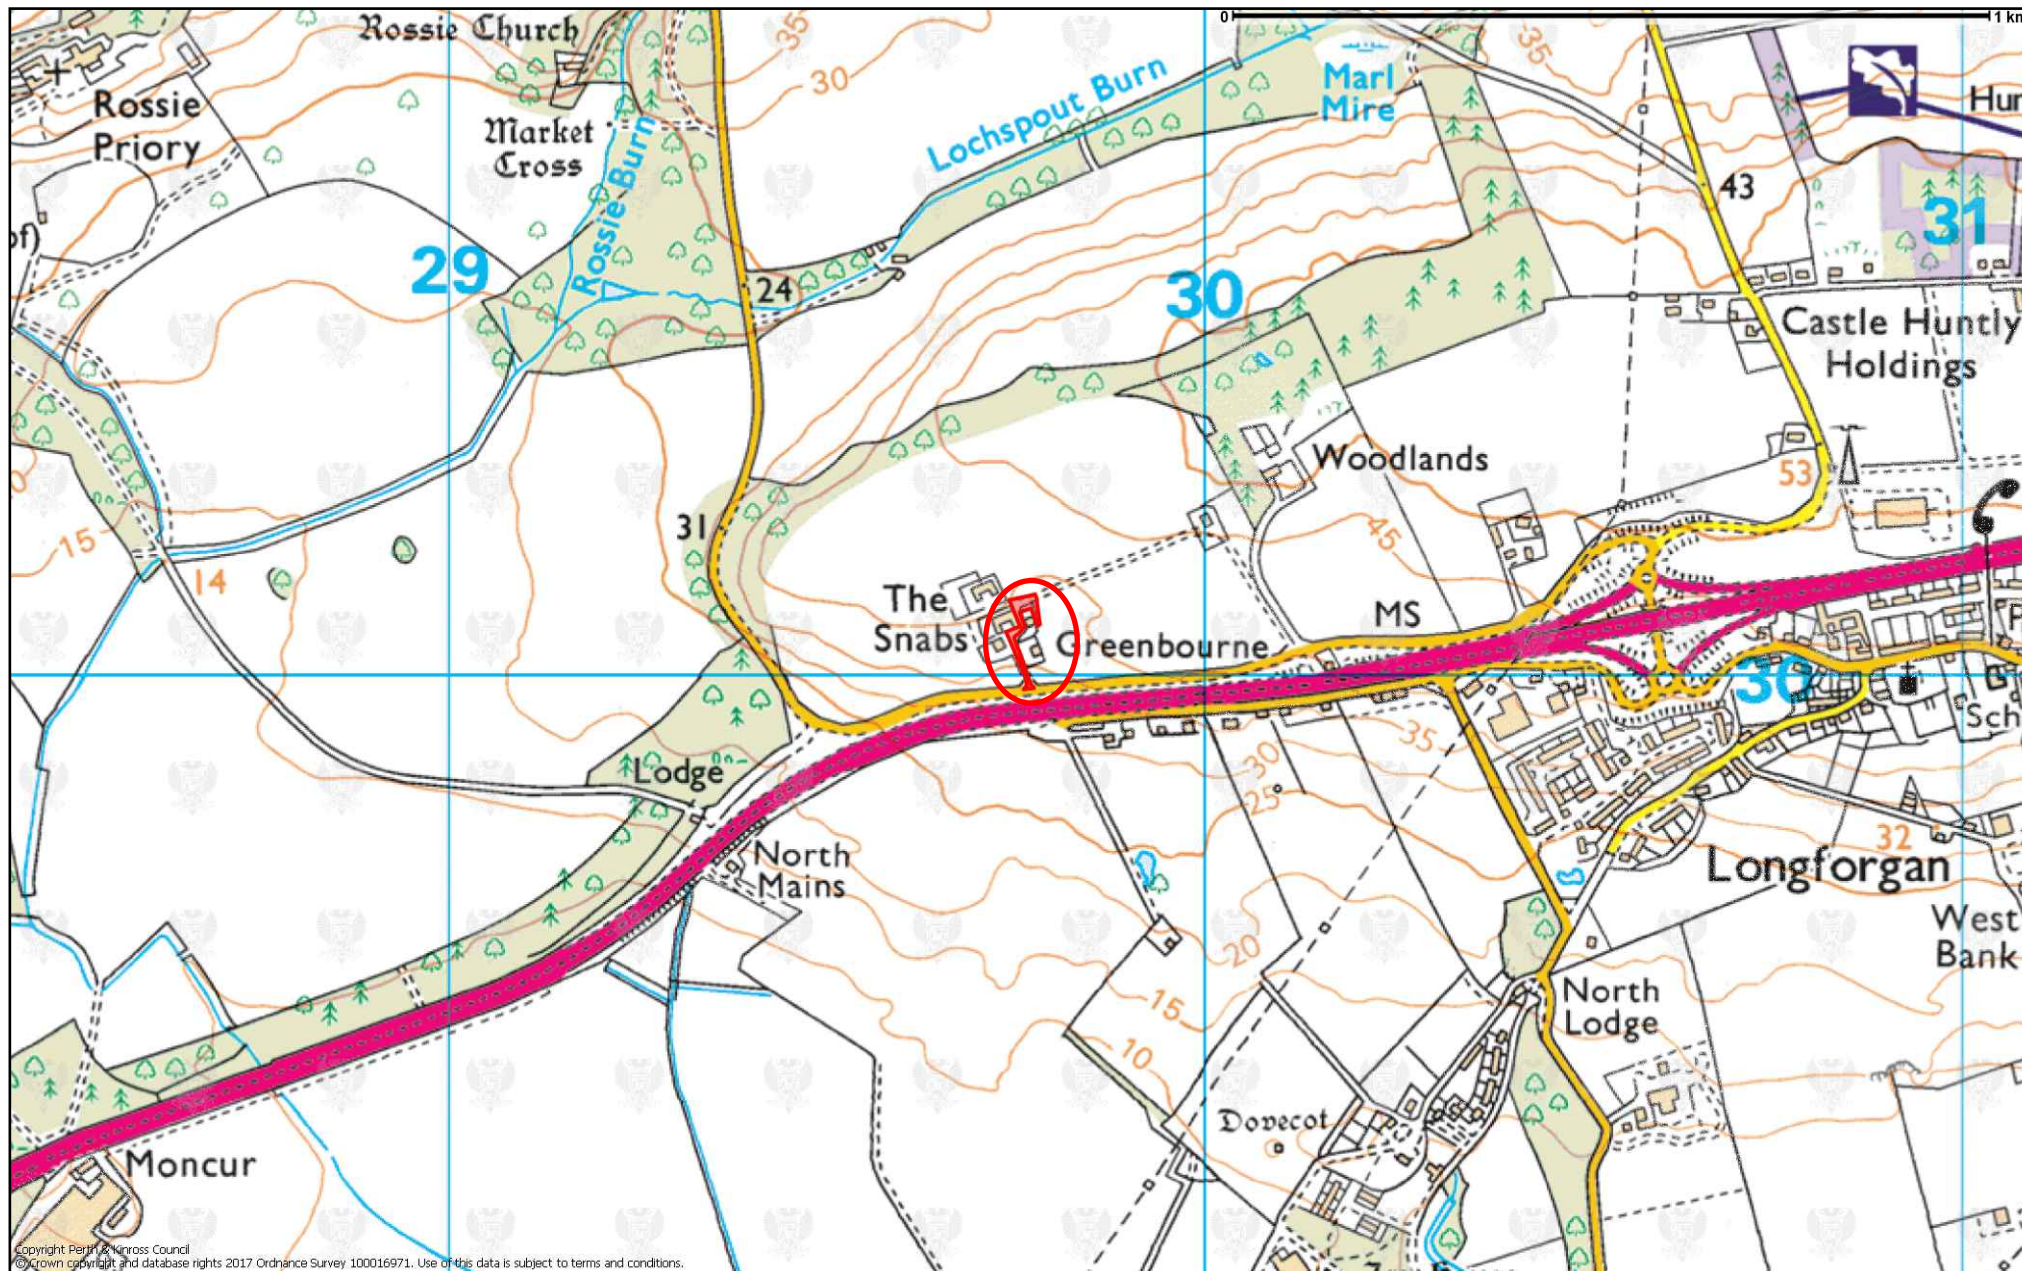 0
1 km
Rossie Church
35
35
30
Lochspout Burn
Marl
Mire
Hun
Rossie
Priory
Market
Cross
Rossie Burn
43
31
29
24
30
Castle Huntly
Holdings
Woodlands
53
31
45
15
14
The
Snabs
Greenbourne
MS
30
Sch
35
30
25
Lodge
North
Mains
32
Longforgan
West
Bank
20
15
10
North
Lodge
Dovecot
Moncur
Copyright Perth & Kinross Council
© Crown copyright and database rights 2017 Ordnance Survey 100016971. Use of this data is subject to terms and conditions.